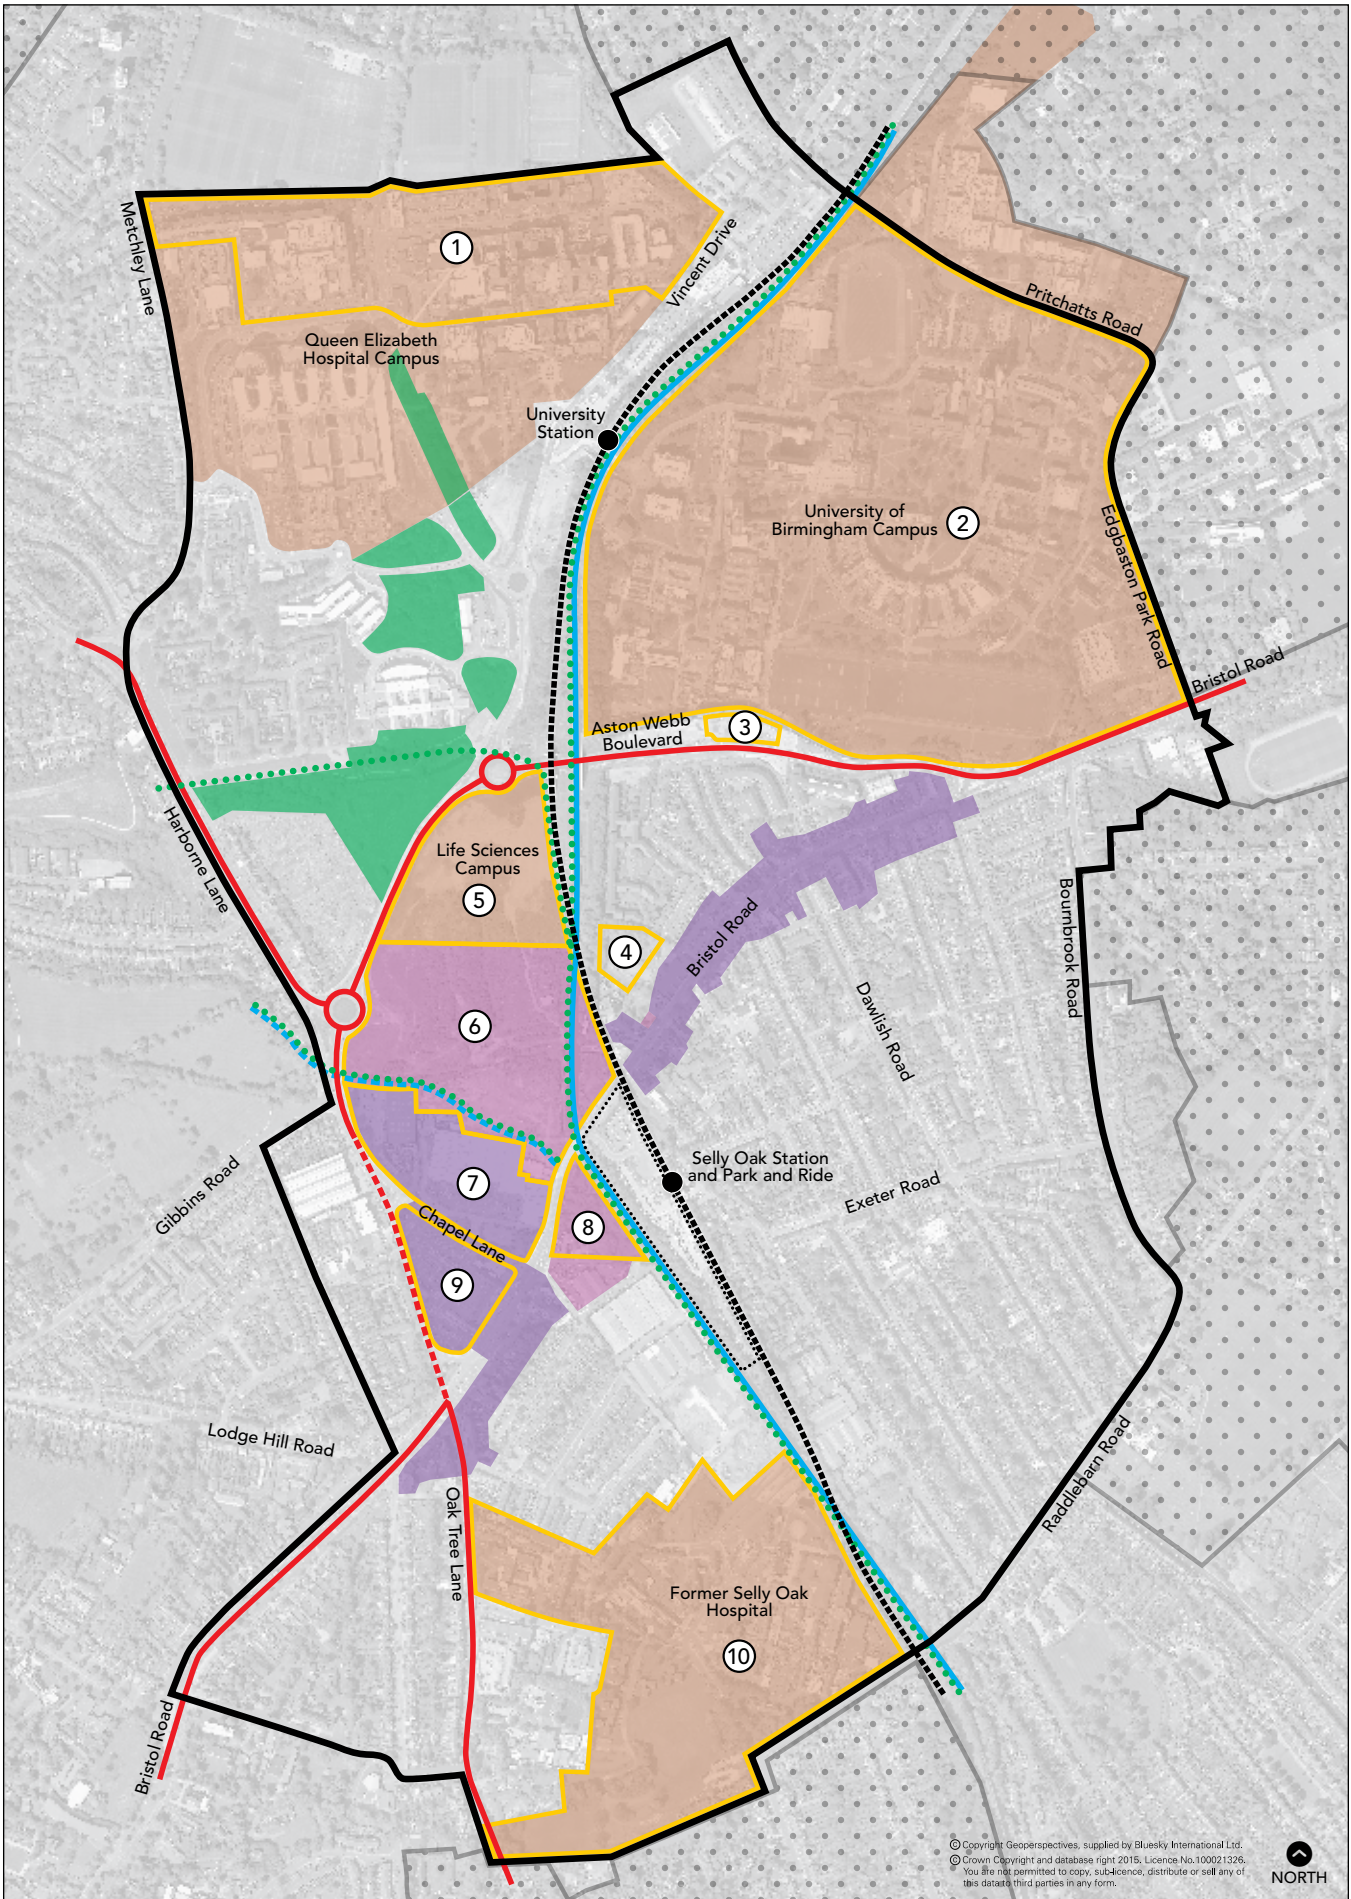 Metchley Lane
1
Vincent Drive
Pritchatts Road
Queen Elizabeth
Hospital Campus
University
Station
University of
Birmingham Campus
2
Edgbaston Park Road
Bristol Road
Aston Webb
Boulevard
3
Harborne Lane
Life Sciences
Campus
5
4
Bristol Road
Bournbrook Road
6
Dawlish Road
Selly Oak Station
and Park and Ride
Gibbins Road
7
Exeter Road
8
Chapel Lane
9
Lodge Hill Road
Oak Tree Lane
Raddlebarn Road
Former Selly Oak
Hospital
10
Bristol Road
© Copyright Geoperspectives, supplied by Bluesky International Ltd.
© Crown Copyright and database right 2015. Licence No.100021326.
You are not permitted to copy, sub-licence, distribute or sell any of
this data to third parties in any form.
NORTH